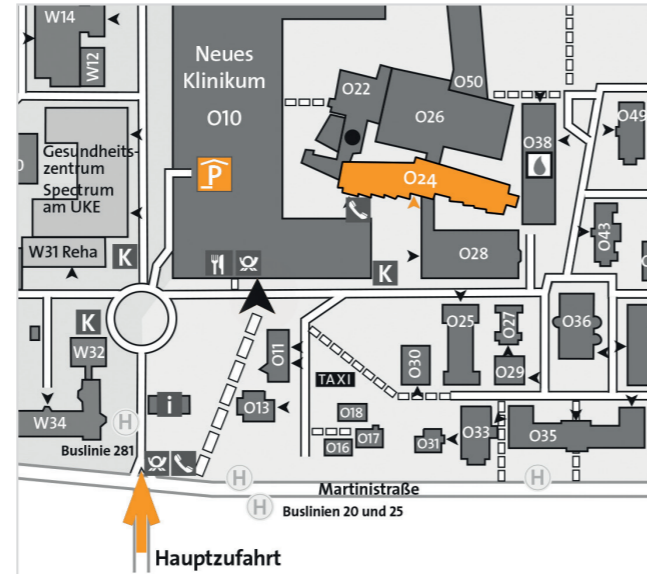 W14
W12
Neues
Klinikum
O10
O22
O50
O26
O38
O49
Gesundheits-
zentrum
Spectrum
am UKE
P
O24
O43
W31 Reha
K
O28
K
K
O11
O25
O27
O36
W32
O30
O29
TAXI
i
O13
O18
O17
O16
O31
O33
O35
W34
H
Buslinie 281
H
H
H
Martinistraße
Buslinien 20 und 25
Hauptzufahrt